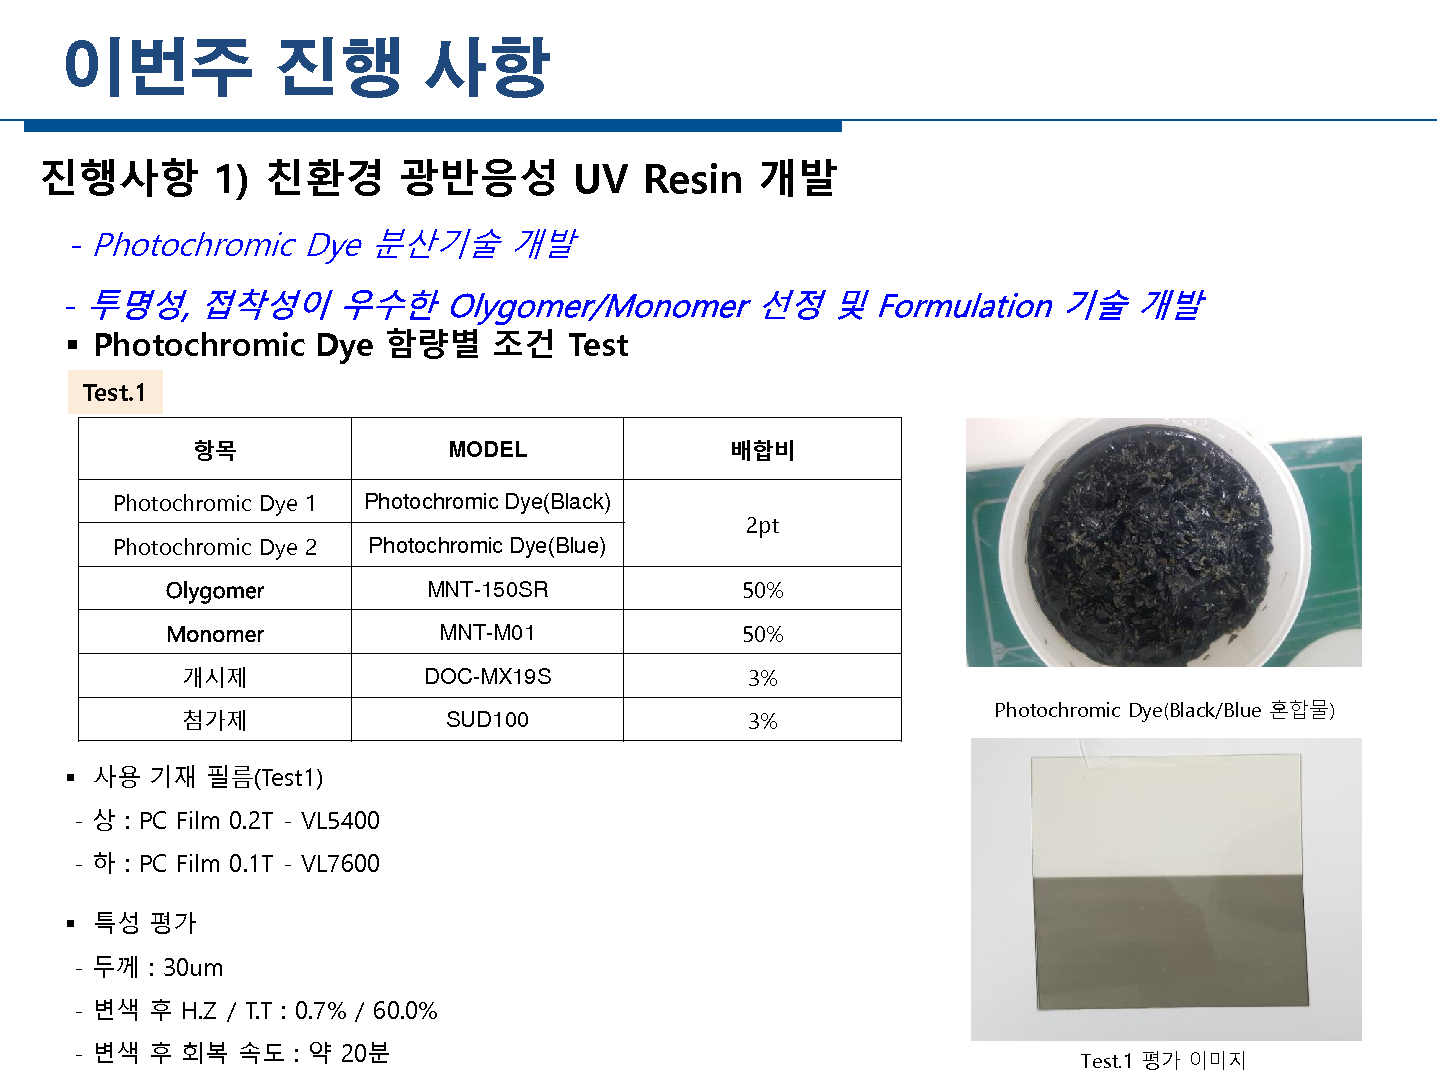 이번주 진행 사항
진행사항 1) 친환경 광반응성 UV Resin 개발
- Photochromic Dye 분산기술 개발
- 투명성, 접착성이 우수한 Olygomer/Monomer 선정 및 Formulation 기술 개발
▪ Photochromic Dye 함량별 조건 Test
Test.1
항목 MODEL 배합비
Photochromic Dye 1 Photochromic Dye(Black) 2pt
Photochromic Dye 2 Photochromic Dye(Blue)
Olygomer MNT-150SR 50%
Monomer MNT-M01 50%
개시제 DOC-MX19S 3%
첨가제 SUD100 3%
Photochromic Dye(Black/Blue 혼합물)
▪ 사용 기재 필름(Test1)
- 상 : PC Film 0.2T - VL5400
- 하 : PC Film 0.1T - VL7600
▪ 특성 평가
- 두께 : 30um
- 변색 후 H.Z / T.T : 0.7% / 60.0%
- 변색 후 회복 속도 : 약 20분
Test.1 평가 이미지